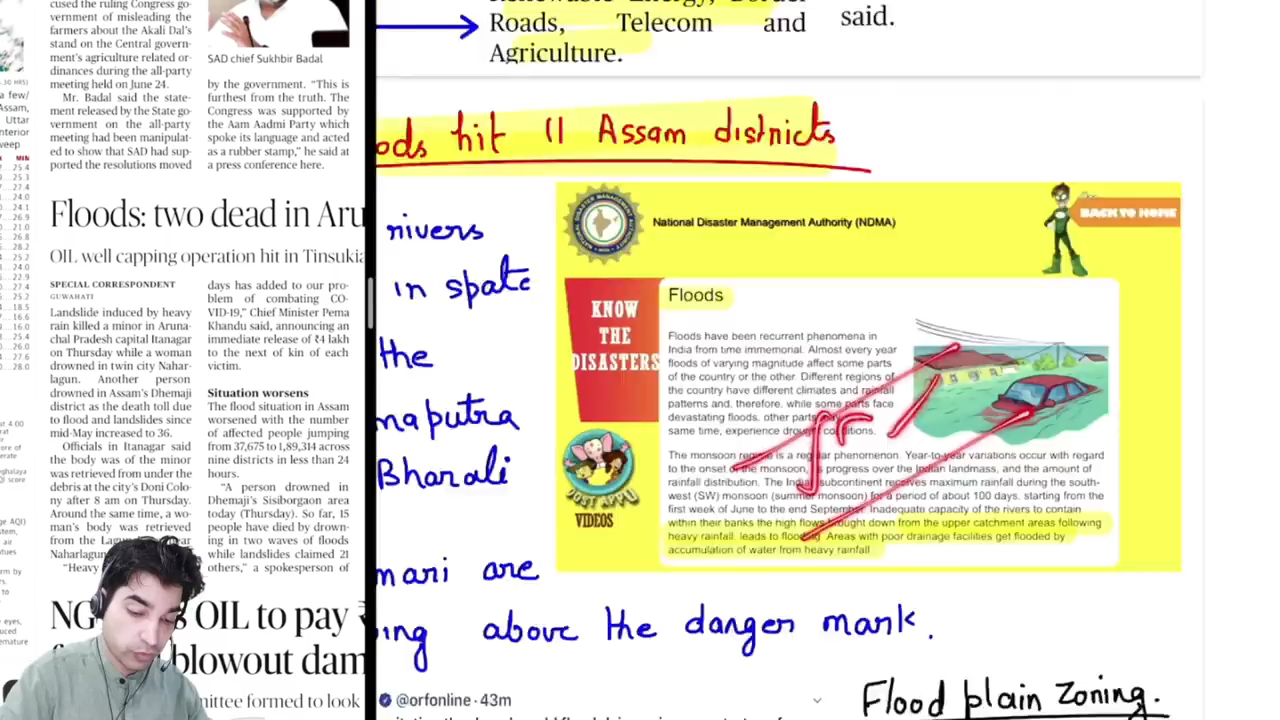 cused the ruling Congress go-
vernment of misleading the
farmers about the Akali Dal's
stand on the Central govern-
ment's agriculture related or-
dinances during the all-party
meeting held on June 24.
Mr. Badal said the state-
ment released by the State go-
vernment on the all-party
meeting had been manipulat-
ed to show that SAD had sup-
ported the resolutions moved
SAD chief Sukhbir Badal
by the government. "This is
furthest from the truth. The
Congress was supported by
the Aam Aadmi Party which
spoke its language and acted
as a rubber stamp," he said at
a press conference here.
Floods: two dead in Aru
OIL well capping operation hit in Tinsukia
SPECIAL CORRESPONDENT
GUWAHATI
Landslide induced by heavy
rain killed a minor in Aruna-
chal Pradesh capital Itanagar
on Thursday while a woman
drowned in twin city Nahar-
lagun. Another person
drowned in Assam's Dhemaji
district as the death toll due
to flood and landslides since
mid-May increased to 36.
Officials in Itanagar said
the body was of the minor
was retrieved from under the
debris at the city's Doni Colo-
ny after 8 am on Thursday.
Around the same time, a wo-
man's body was retrieved
from the
Naharlagun
"Heavy
days has added to our pro-
blem of combating CO-
VID-19," Chief Minister Pema
Khandu said, announcing an
immediate release of ₹4 lakh
to the next of kin of each
victim.
Situation worsens
The flood situation in Assam
worsened with the number
of affected people jumping
from 37,675 to 1,89,314 across
nine districts in less than 24
hours.
"A person drowned in
Dhemaji's Sisiborgaon area
today (Thursday). So far, 15
people have died by drown-
ing in two waves of floods
while landslides claimed 21
others," a spokesperson of
NG OIL to pay ₹
blowout dam
mittee formed to look
Roads, Telecom and
Agriculture.
said.
ods hit 11 Assam districts
rivers
in spate
the
maputra
Bharali
mari are
ing above the danger mark.
National Disaster Management Authority (NDMA)
BACK TO HOME
KNOW
THE
DISASTERS
DOST APPU
VIDEOS
Floods
Floods have been recurrent phenomena in
India from time immemorial. Almost every year
floods of varying magnitude affect some parts
of the country or the other. Different regions of
the country have different climates and rainfall
patterns and, therefore, while some parts face
devastating floods, other parts may, at the
same time, experience drought conditions.
The monsoon regime is a regular phenomenon. Year-to-year variations occur with regard
to the onset of the monsoon, its progress over the Indian landmass, and the amount of
rainfall distribution. The Indian subcontinent receives maximum rainfall during the south-
west (SW) monsoon (summer monsoon) for a period of about 100 days, starting from the
first week of June to the end September. Inadequate capacity of the rivers to contain
within their banks the high flows brought down from the upper catchment areas following
heavy rainfall, leads to flooding. Areas with poor drainage facilities get flooded by
accumulation of water from heavy rainfall
@orfonline · 43m
Flood plain Zoning.